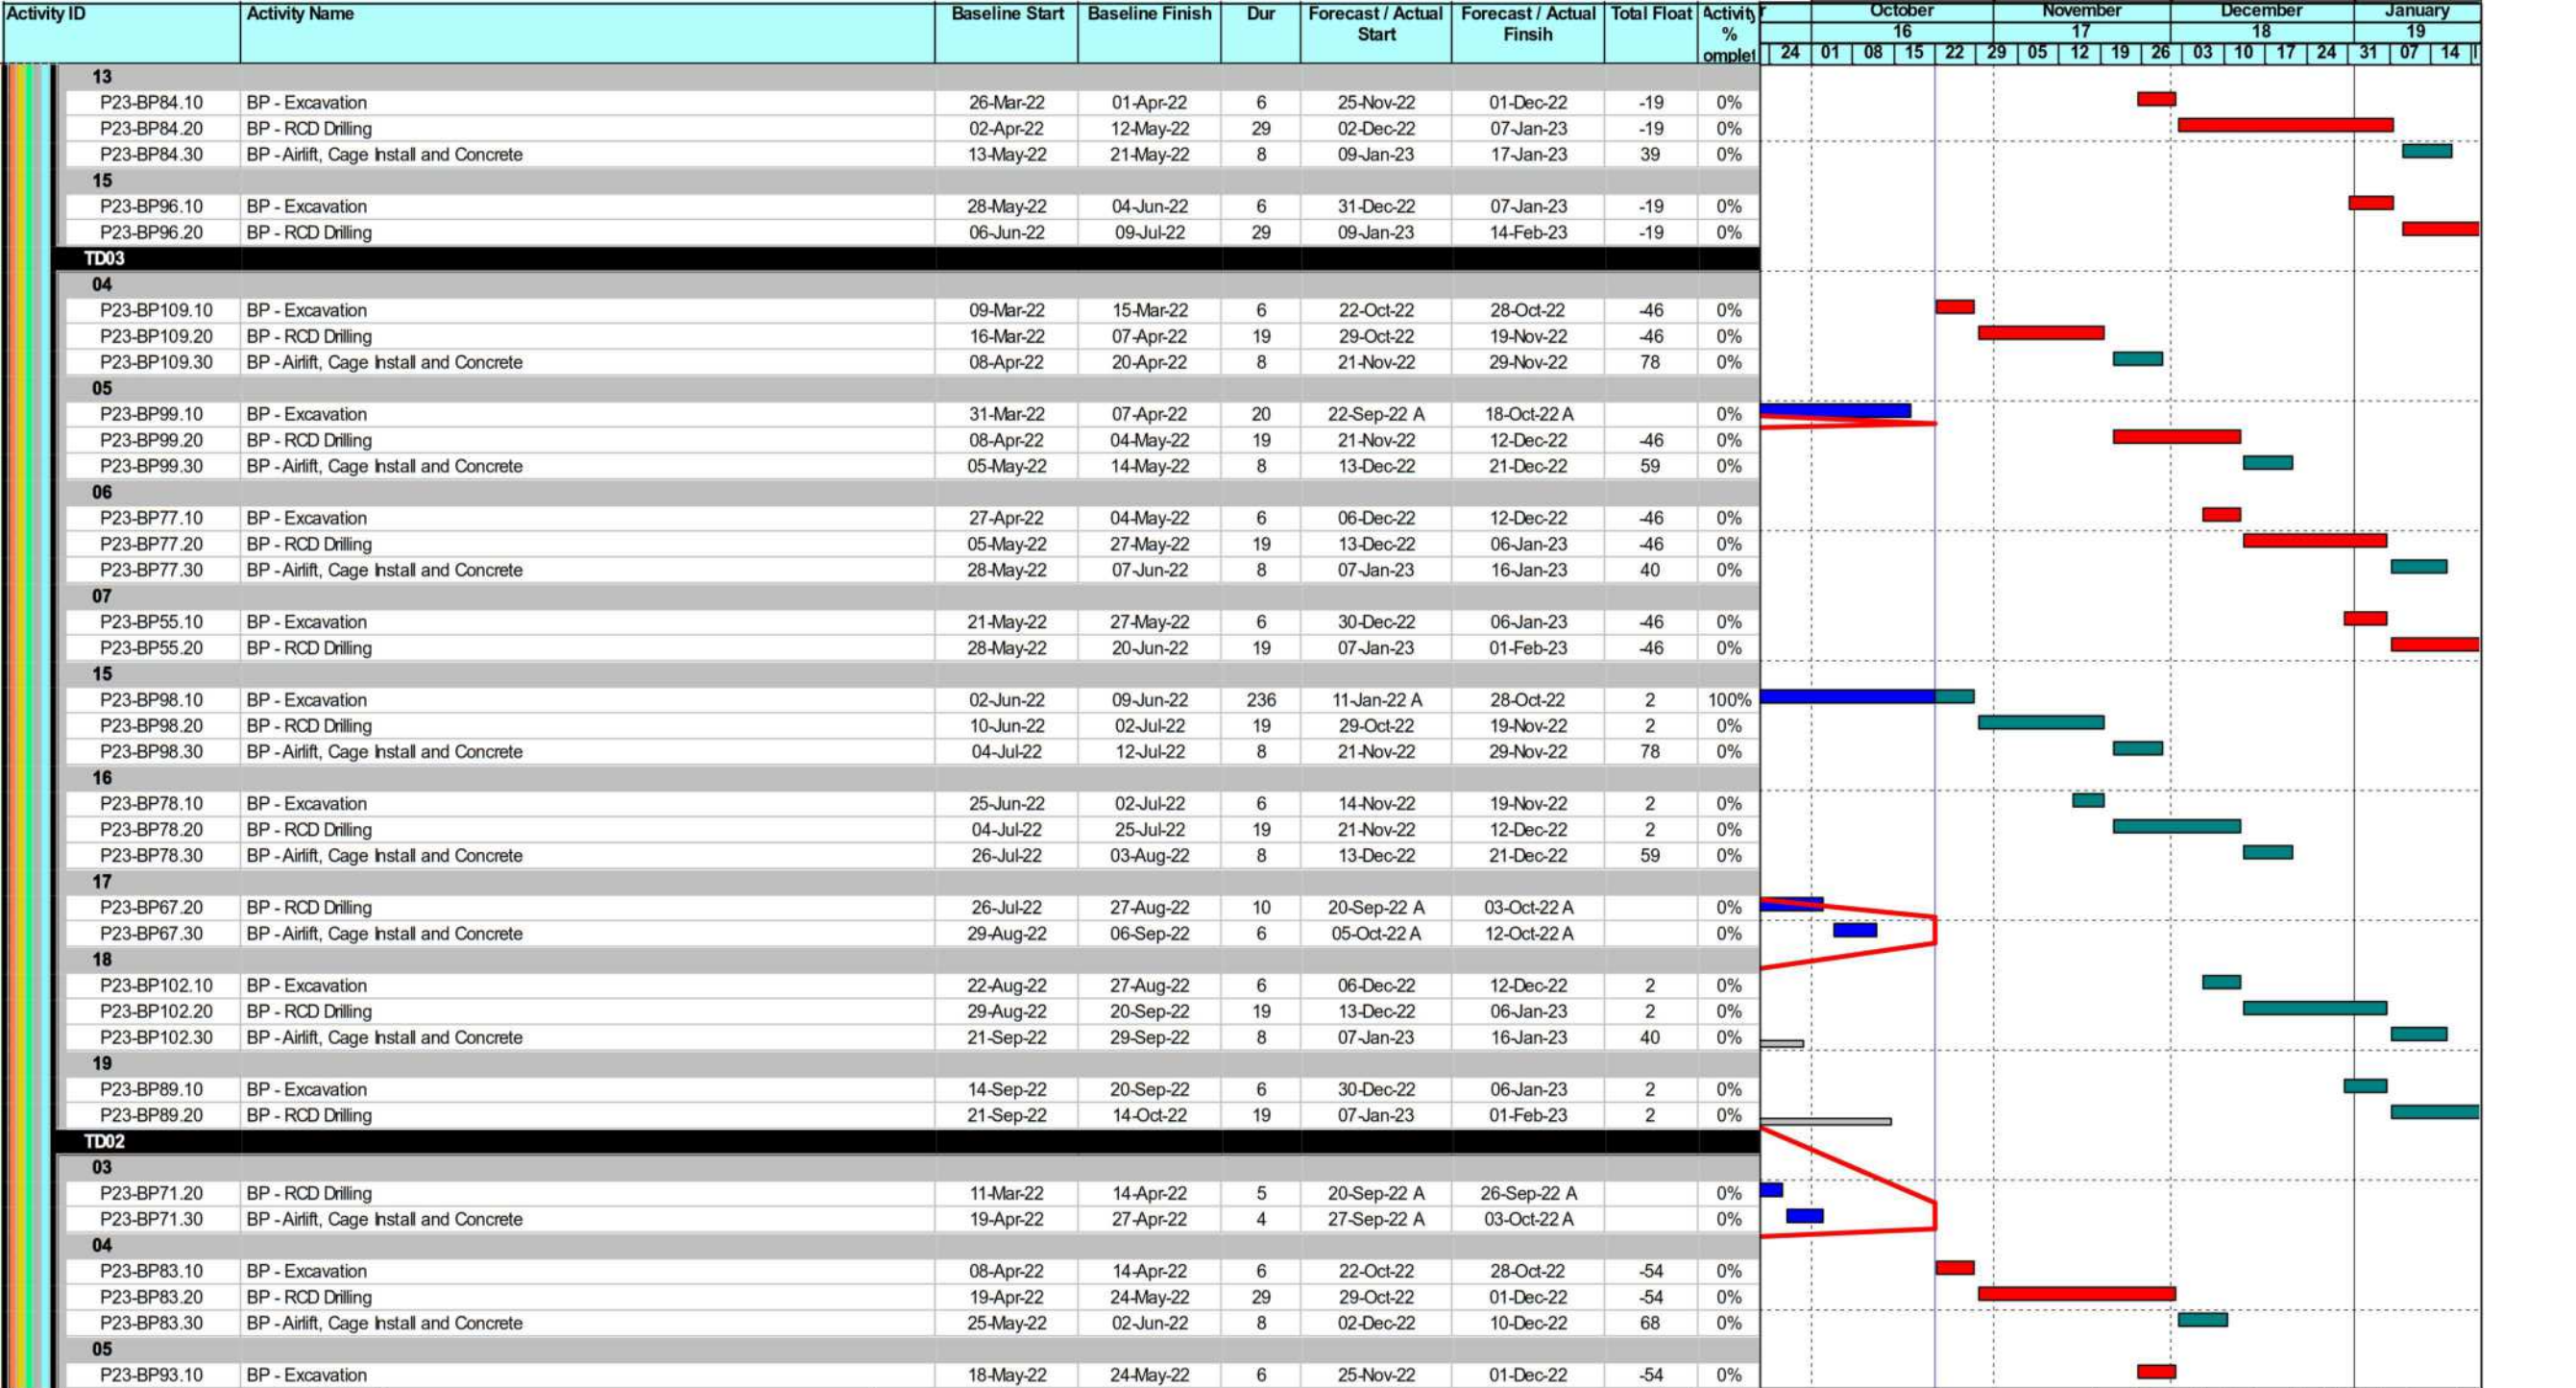 Activity ID Activity Name Baseline Start Baseline Finish Dur Forecast / Actual Start Forecast / Actual Finsih Total Float Activity % omplet
r October November December January
16 17 18 19
24 01 08 15 22 29 05 12 19 26 03 10 17 24 31 07 14
13
P23-BP84.10 BP - Excavation 26-Mar-22 01-Apr-22 6 25-Nov-22 01-Dec-22 -19 0%
P23-BP84.20 BP - RCD Drilling 02-Apr-22 12-May-22 29 02-Dec-22 07-Jan-23 -19 0%
P23-BP84.30 BP - Airlift, Cage Install and Concrete 13-May-22 21-May-22 8 09-Jan-23 17-Jan-23 39 0%
15
P23-BP96.10 BP - Excavation 28-May-22 04-Jun-22 6 31-Dec-22 07-Jan-23 -19 0%
P23-BP96.20 BP - RCD Drilling 06-Jun-22 09-Jul-22 29 09-Jan-23 14-Feb-23 -19 0%
TD03
04
P23-BP109.10 BP - Excavation 09-Mar-22 15-Mar-22 6 22-Oct-22 28-Oct-22 -46 0%
P23-BP109.20 BP - RCD Drilling 16-Mar-22 07-Apr-22 19 29-Oct-22 19-Nov-22 -46 0%
P23-BP109.30 BP - Airlift, Cage Install and Concrete 08-Apr-22 20-Apr-22 8 21-Nov-22 29-Nov-22 78 0%
05
P23-BP99.10 BP - Excavation 31-Mar-22 07-Apr-22 20 22-Sep-22 A 18-Oct-22 A 0%
P23-BP99.20 BP - RCD Drilling 08-Apr-22 04-May-22 19 21-Nov-22 12-Dec-22 -46 0%
P23-BP99.30 BP - Airlift, Cage Install and Concrete 05-May-22 14-May-22 8 13-Dec-22 21-Dec-22 59 0%
06
P23-BP77.10 BP - Excavation 27-Apr-22 04-May-22 6 06-Dec-22 12-Dec-22 -46 0%
P23-BP77.20 BP - RCD Drilling 05-May-22 27-May-22 19 13-Dec-22 06-Jan-23 -46 0%
P23-BP77.30 BP - Airlift, Cage Install and Concrete 28-May-22 07-Jun-22 8 07-Jan-23 16-Jan-23 40 0%
07
P23-BP55.10 BP - Excavation 21-May-22 27-May-22 6 30-Dec-22 06-Jan-23 -46 0%
P23-BP55.20 BP - RCD Drilling 28-May-22 20-Jun-22 19 07-Jan-23 01-Feb-23 -46 0%
15
P23-BP98.10 BP - Excavation 02-Jun-22 09-Jun-22 236 11-Jan-22 A 28-Oct-22 2 100%
P23-BP98.20 BP - RCD Drilling 10-Jun-22 02-Jul-22 19 29-Oct-22 19-Nov-22 2 0%
P23-BP98.30 BP - Airlift, Cage Install and Concrete 04-Jul-22 12-Jul-22 8 21-Nov-22 29-Nov-22 78 0%
16
P23-BP78.10 BP - Excavation 25-Jun-22 02-Jul-22 6 14-Nov-22 19-Nov-22 2 0%
P23-BP78.20 BP - RCD Drilling 04-Jul-22 25-Jul-22 19 21-Nov-22 12-Dec-22 2 0%
P23-BP78.30 BP - Airlift, Cage Install and Concrete 26-Jul-22 03-Aug-22 8 13-Dec-22 21-Dec-22 59 0%
17
P23-BP67.20 BP - RCD Drilling 26-Jul-22 27-Aug-22 10 20-Sep-22 A 03-Oct-22 A 0%
P23-BP67.30 BP - Airlift, Cage Install and Concrete 29-Aug-22 06-Sep-22 6 05-Oct-22 A 12-Oct-22 A 0%
18
P23-BP102.10 BP - Excavation 22-Aug-22 27-Aug-22 6 06-Dec-22 12-Dec-22 2 0%
P23-BP102.20 BP - RCD Drilling 29-Aug-22 20-Sep-22 19 13-Dec-22 06-Jan-23 2 0%
P23-BP102.30 BP - Airlift, Cage Install and Concrete 21-Sep-22 29-Sep-22 8 07-Jan-23 16-Jan-23 40 0%
19
P23-BP89.10 BP - Excavation 14-Sep-22 20-Sep-22 6 30-Dec-22 06-Jan-23 2 0%
P23-BP89.20 BP - RCD Drilling 21-Sep-22 14-Oct-22 19 07-Jan-23 01-Feb-23 2 0%
TD02
03
P23-BP71.20 BP - RCD Drilling 11-Mar-22 14-Apr-22 5 20-Sep-22 A 26-Sep-22 A 0%
P23-BP71.30 BP - Airlift, Cage Install and Concrete 19-Apr-22 27-Apr-22 4 27-Sep-22 A 03-Oct-22 A 0%
04
P23-BP83.10 BP - Excavation 08-Apr-22 14-Apr-22 6 22-Oct-22 28-Oct-22 -54 0%
P23-BP83.20 BP - RCD Drilling 19-Apr-22 24-May-22 29 29-Oct-22 01-Dec-22 -54 0%
P23-BP83.30 BP - Airlift, Cage Install and Concrete 25-May-22 02-Jun-22 8 02-Dec-22 10-Dec-22 68 0%
05
P23-BP93.10 BP - Excavation 18-May-22 24-May-22 6 25-Nov-22 01-Dec-22 -54 0%